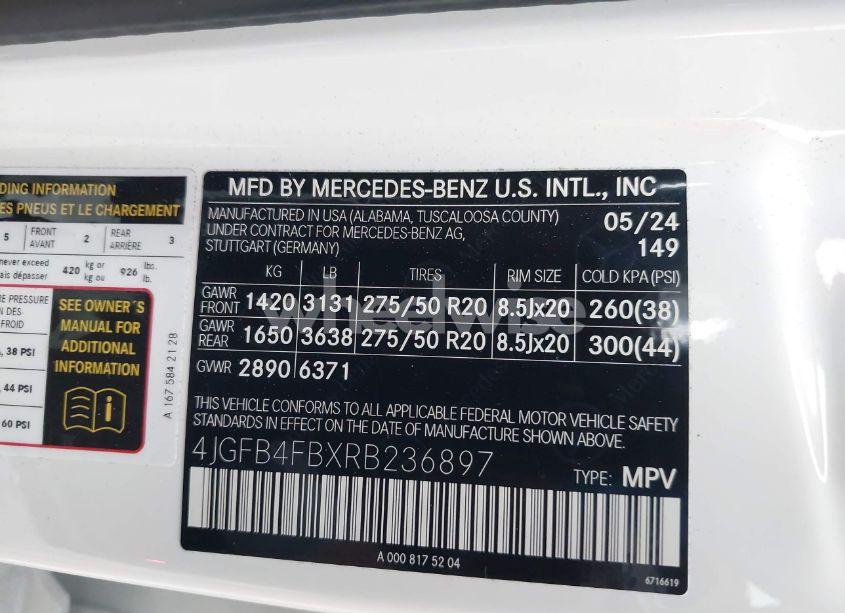 DING INFORMATION
ES PNEUS ET LE CHARGEMENT
5 FRONT AVANT 2 REAR ARRIÈRE 3
never exceed
ais dépasser 420 kg or kg ou 926 lbs. lb.
E PRESSURE
N DES
FROID
38 PSI
44 PSI
60 PSI
SEE OWNER´S
MANUAL FOR
ADDITIONAL
INFORMATION
A 167 584 21 28
MFD BY MERCEDES-BENZ U.S. INTL., INC
MANUFACTURED IN USA (ALABAMA, TUSCALOOSA COUNTY) 05/24
UNDER CONTRACT FOR MERCEDES-BENZ AG,
STUTTGART (GERMANY) 149
KG LB TIRES RIM SIZE COLD KPA(PSI)
GAWR FRONT 1420 3131 275/50 R20 8.5Jx20 260(38)
GAWR REAR 1650 3638 275/50 R20 8.5Jx20 300(44)
GVWR 2890 6371
THIS VEHICLE CONFORMS TO ALL APPLICABLE FEDERAL MOTOR VEHICLE SAFETY
STANDARDS IN EFFECT ON THE DATE OF MANUFACTURE SHOWN ABOVE.
4JGFB4FBXRB236897
TYPE: MPV
A 000 817 52 04
6716619
wheelwise